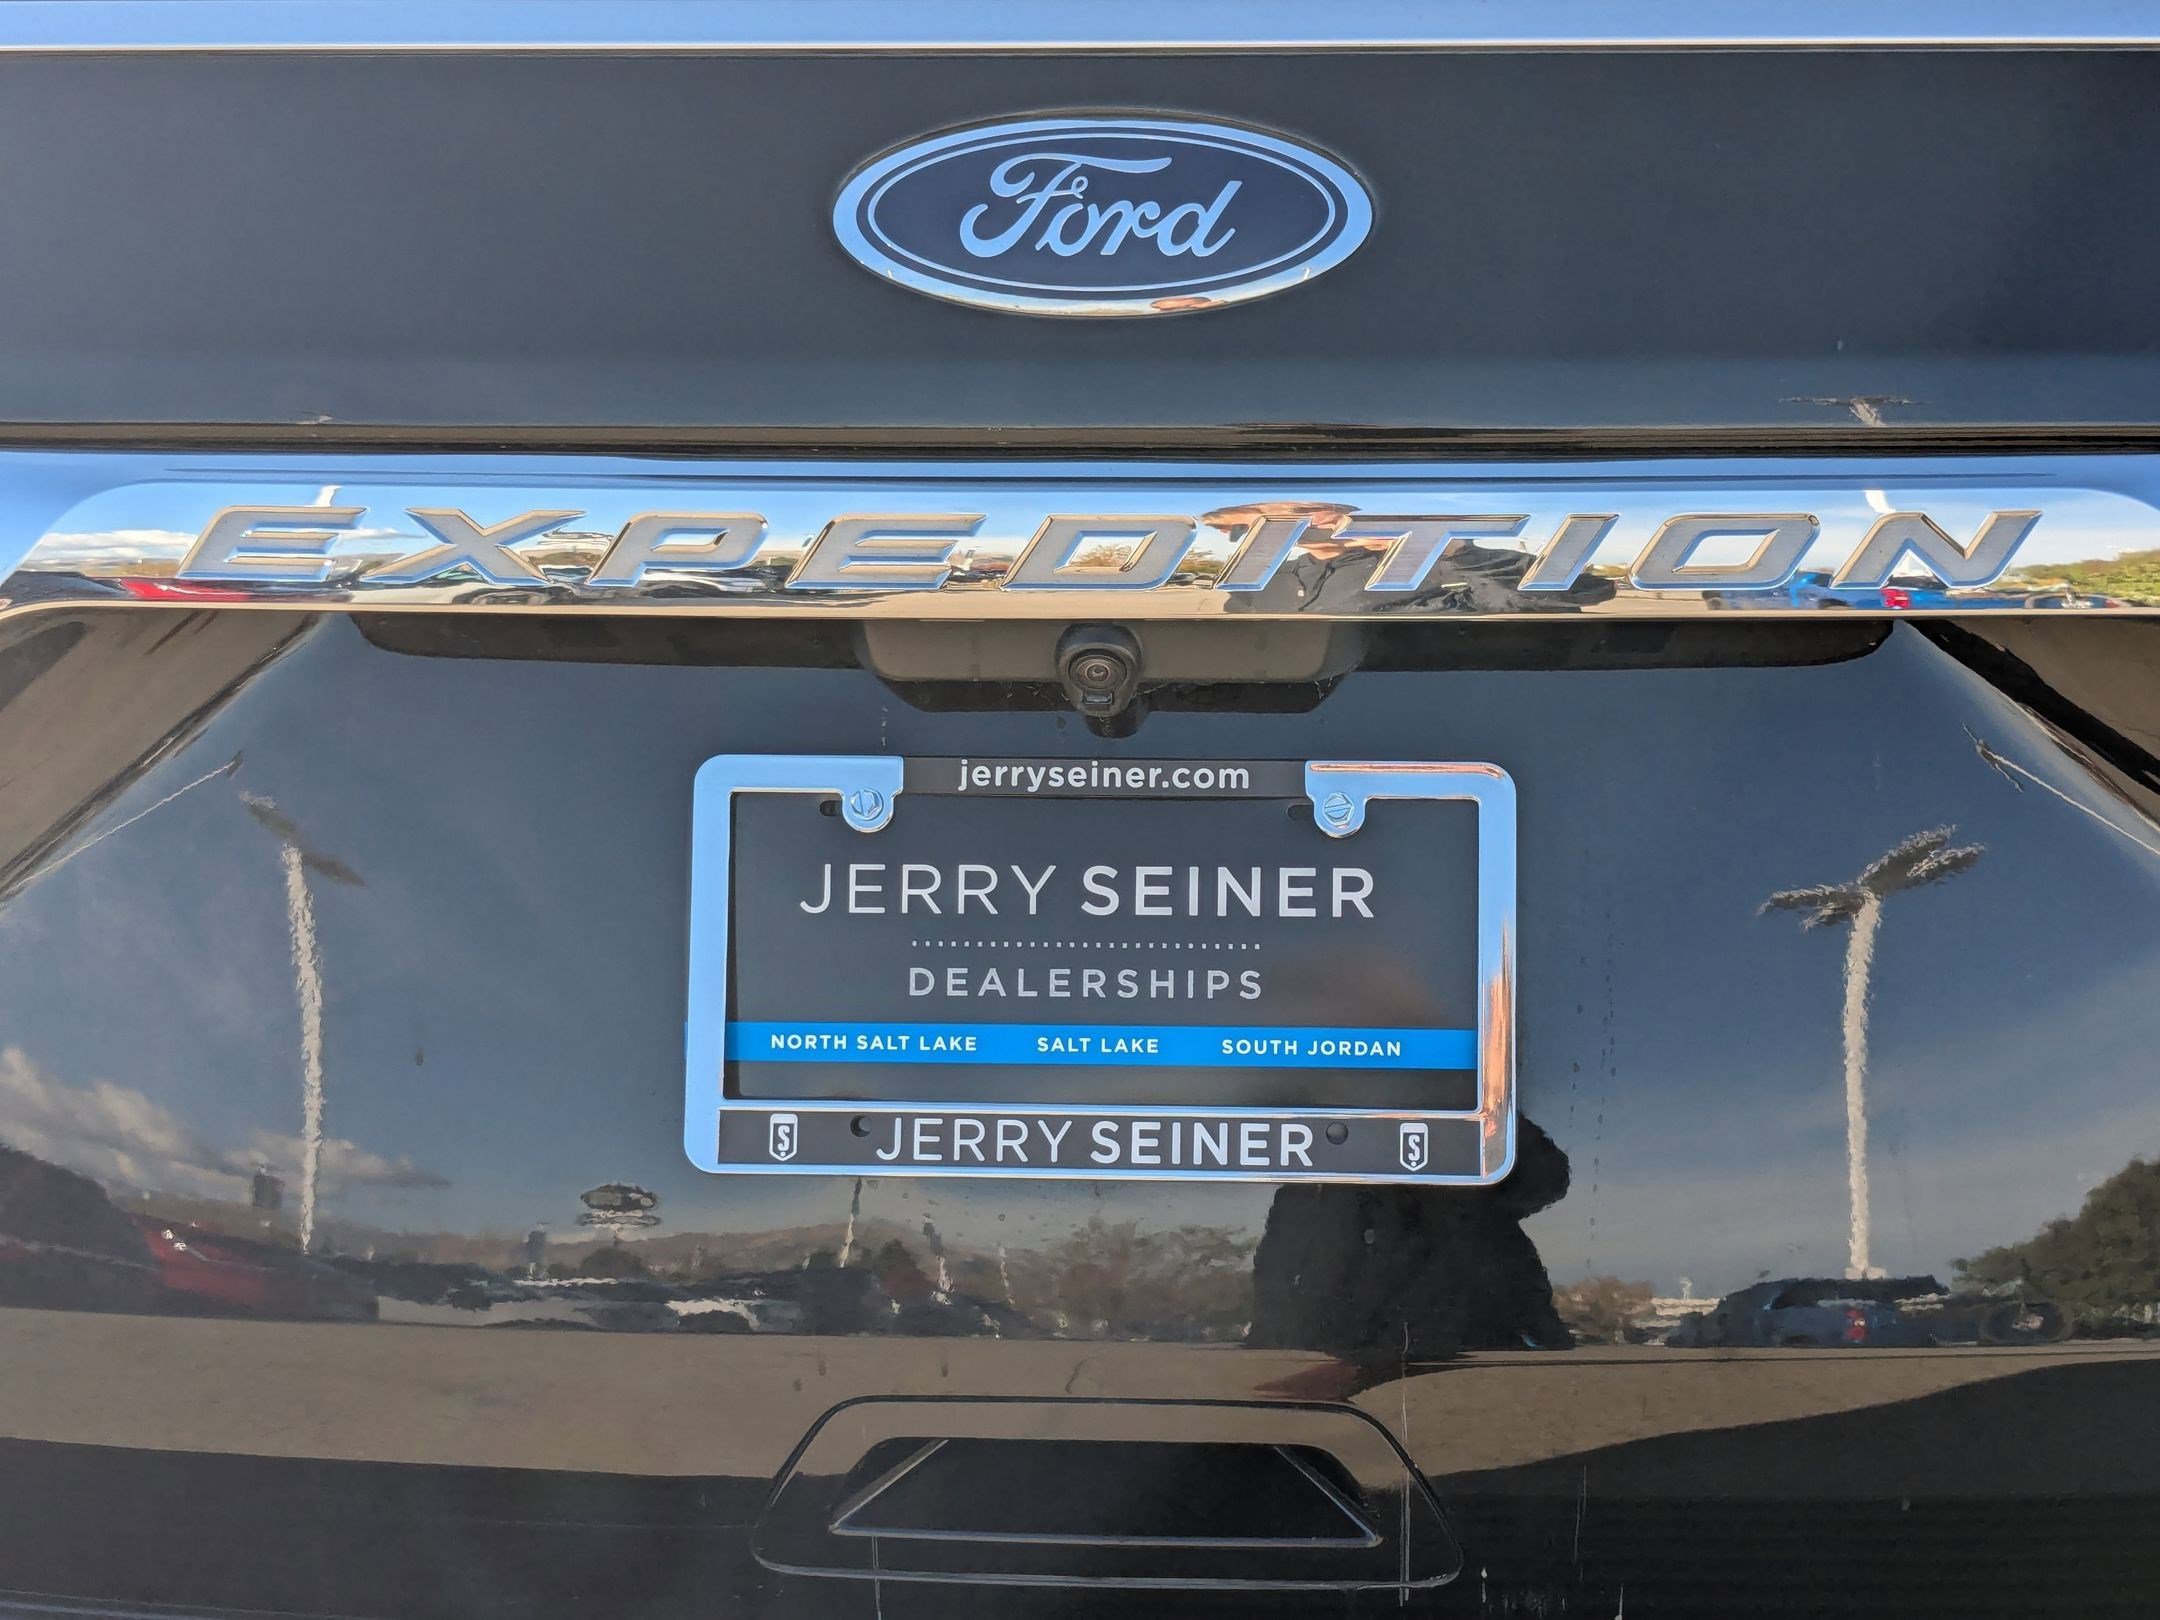 Ford
EXPEDITION
jerryseiner.com
JERRY SEINER
DEALERSHIPS
NORTH SALT LAKE SALT LAKE SOUTH JORDAN
S JERRY SEINER S